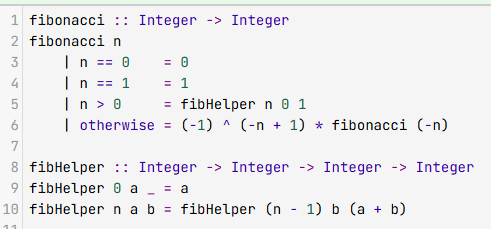 1 fibonacci :: Integer -> Integer
2 fibonacci n
3     | n == 0    = 0
4     | n == 1    = 1
5     | n > 0     = fibHelper n 0 1
6     | otherwise = (-1) ^ (-n + 1) * fibonacci (-n)
7
8 fibHelper :: Integer -> Integer -> Integer -> Integer
9 fibHelper 0 a _ = a
10 fibHelper n a b = fibHelper (n - 1) b (a + b)